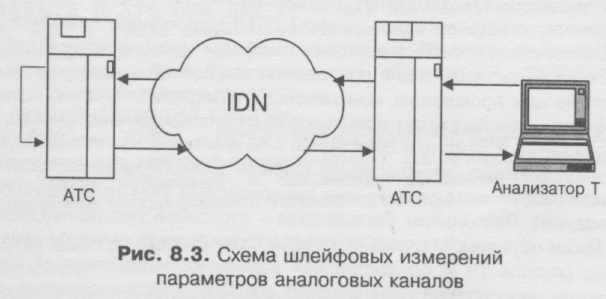 IDN
АТС
АТС
Анализатор Т
Рис. 8.3. Схема шлейфовых измерений
параметров аналоговых каналов